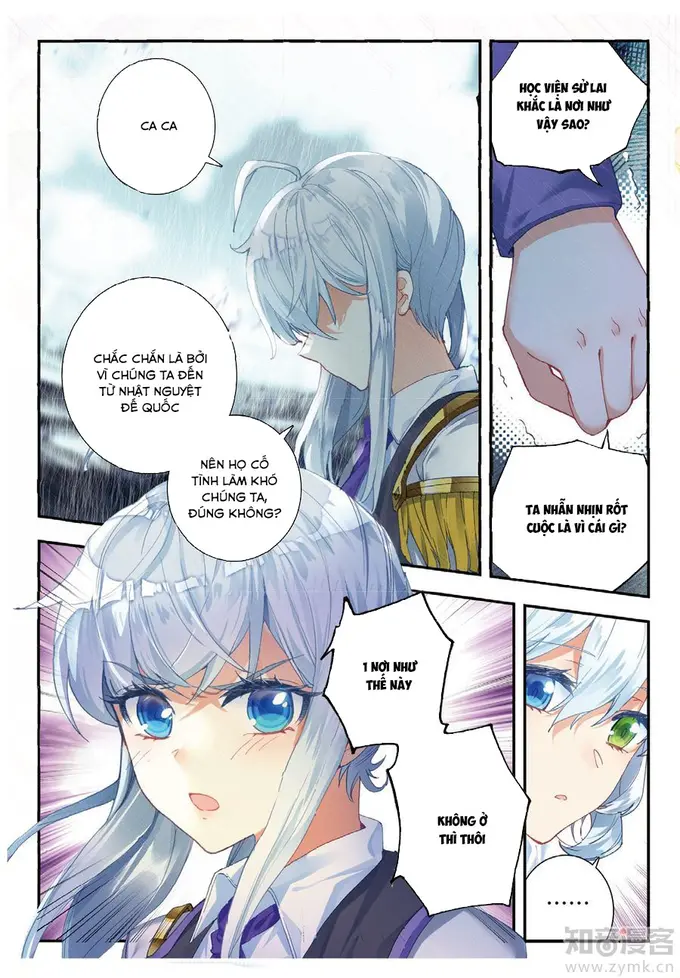 CA CA
CHẮC CHẮN LÀ BỞI
VÌ CHÚNG TA ĐẾN
TỪ NHẬT NGUYỆT
ĐẾ QUỐC
NÊN HỌ CỐ
TÌNH LÀM KHÓ
CHÚNG TA,
ĐÚNG KHÔNG?
HỌC VIỆN SỬ LAI
KHẮC LÀ NƠI NHƯ
VẬY SAO?
TA NHẪN NHỊN RỐT
CUỘC LÀ VÌ CÁI GÌ?
1 NƠI NHƯ
THẾ NÀY
KHÔNG Ở
THÌ THÔI
......
知音漫客
www.zymk.cn